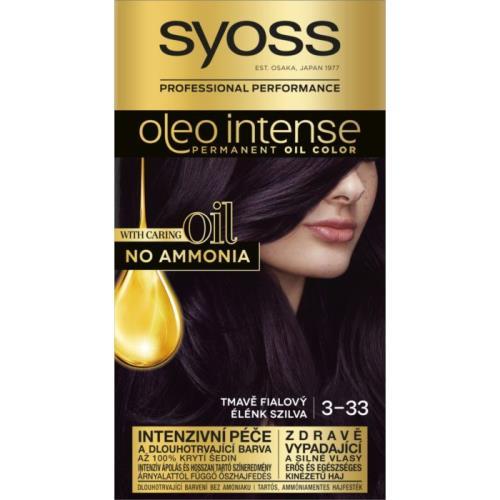 syoss
EST. OSAKA, JAPAN 1977
PROFESSIONAL PERFORMANCE
oleo intense
PERMANENT OIL COLOR
WITH CARING oil
NO AMMONIA
TMAVĚ FIALOVÝ
ÉLÉNK SZILVA 3-33
INTENZIVNÍ PÉČE
A DLOUHOTRVAJÍCÍ BARVA
AŽ 100% KRYTÍ ŠEDIN
INTENZÍV ÁPOLÁS ÉS HOSSZAN TARTÓ SZÍNEREDMÉNY
ÁRNYALATTÓL FÜGGŐ ŐSZHAJFEDÉS
ZDRAVĚ
VYPADAJÍCÍ
A SILNÉ VLASY
ERŐS ÉS EGÉSZSÉGES
KINÉZETŰ HAJ
DLOUHOTRVAJÍCÍ BARVENÍ BEZ AMONIAKU | TARTÓS, AMMÓNIAMENTES HAJFESTÉK